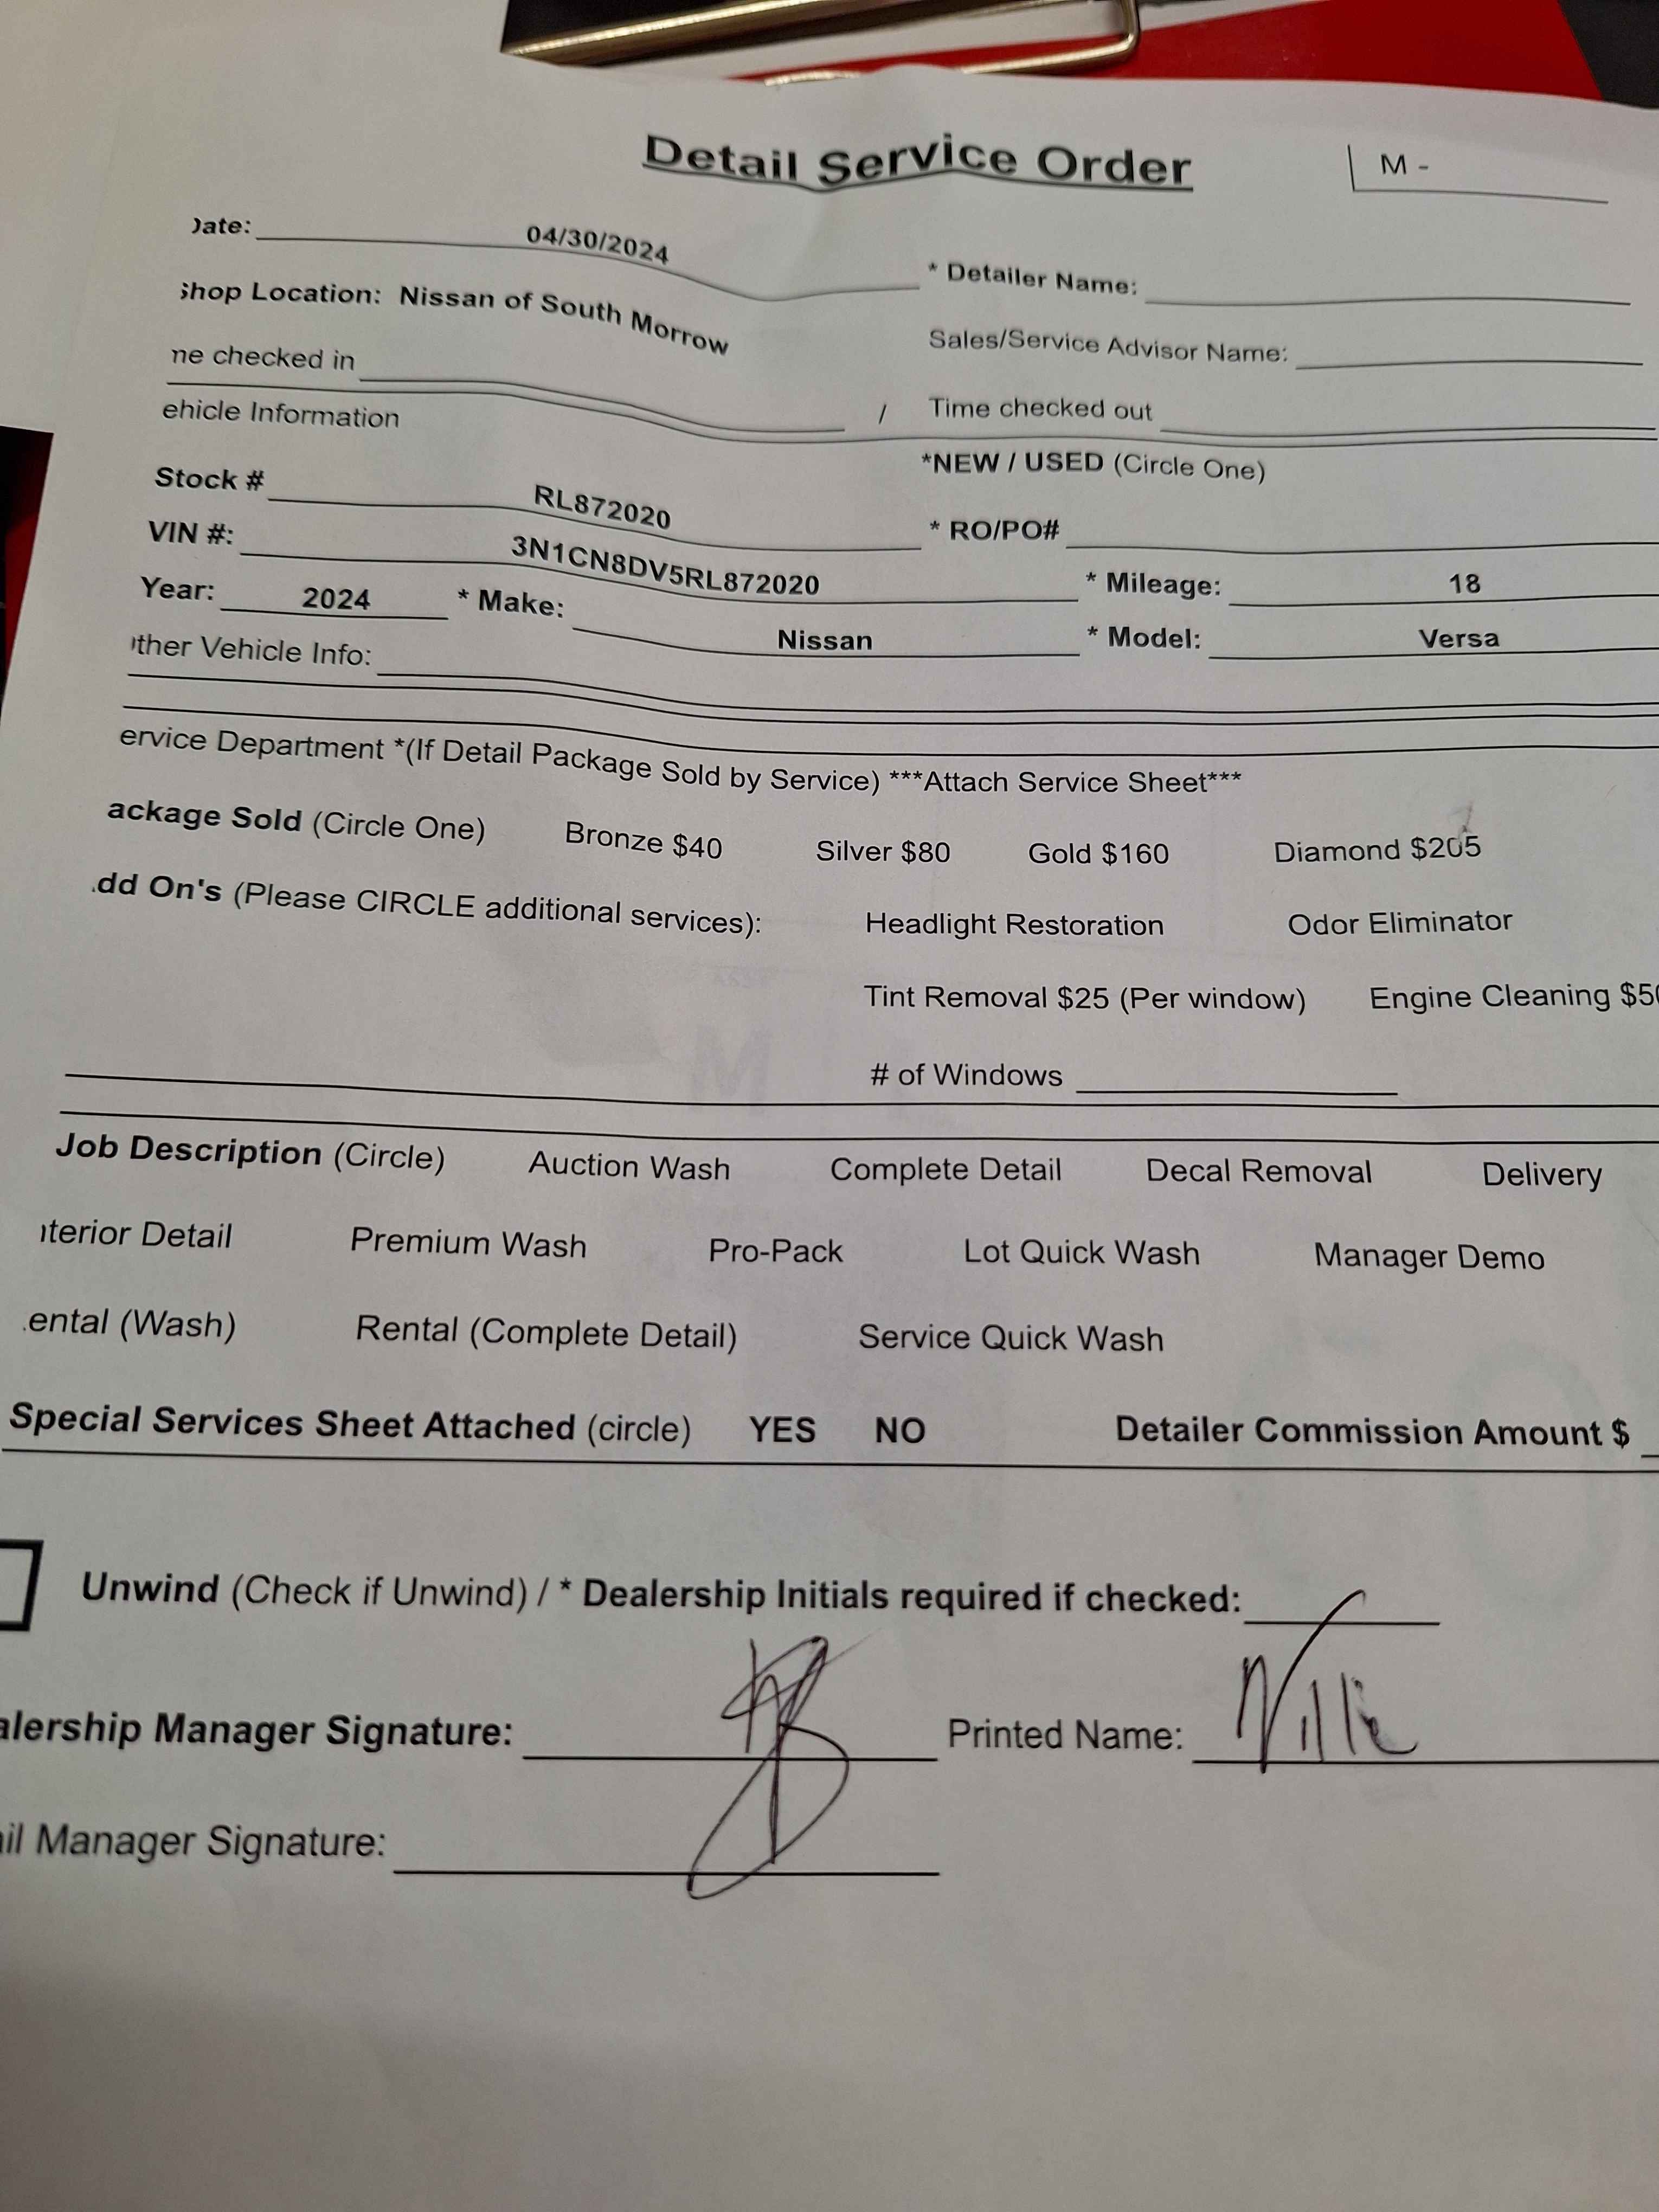 Detail Service Order
M -
Date: 04/30/2024
* Detailer Name:
Shop Location: Nissan of South Morrow
Sales/Service Advisor Name:
me checked in / Time checked out
ehicle Information
*NEW / USED (Circle One)
Stock # RL872020
* RO/PO#
VIN #: 3N1CN8DV5RL872020
* Mileage: 18
Year: 2024 * Make: Nissan * Model: Versa
ther Vehicle Info:
ervice Department *(If Detail Package Sold by Service) ***Attach Service Sheet***
ackage Sold (Circle One) Bronze $40 Silver $80 Gold $160 Diamond $205
dd On's (Please CIRCLE additional services): Headlight Restoration Odor Eliminator
Tint Removal $25 (Per window) Engine Cleaning $50
# of Windows
Job Description (Circle) Auction Wash Complete Detail Decal Removal Delivery
nterior Detail Premium Wash Pro-Pack Lot Quick Wash Manager Demo
ental (Wash) Rental (Complete Detail) Service Quick Wash
Special Services Sheet Attached (circle) YES NO Detailer Commission Amount $
Unwind (Check if Unwind) / * Dealership Initials required if checked:
alership Manager Signature: Printed Name:
ail Manager Signature: